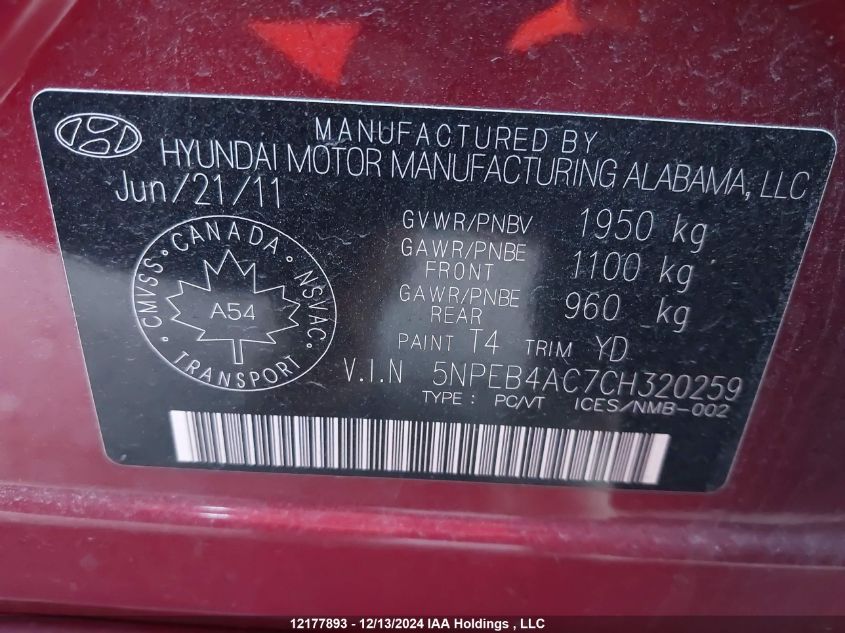 MANUFACTURED BY
HYUNDAI MOTOR MANUFACTURING ALABAMA, LLC
Jun/21/11
CMVSS · CANADA · NSVAC · TRANSPORT
A54
GVWR/PNBV 1950 kg
GAWR/PNBE FRONT 1100 kg
GAWR/PNBE REAR 960 kg
PAINT T4 TRIM YD
V.I.N 5NPEB4AC7CH320259
TYPE: PC/VT ICES/NMB-002
12177893 - 12/13/2024 IAA Holdings , LLC